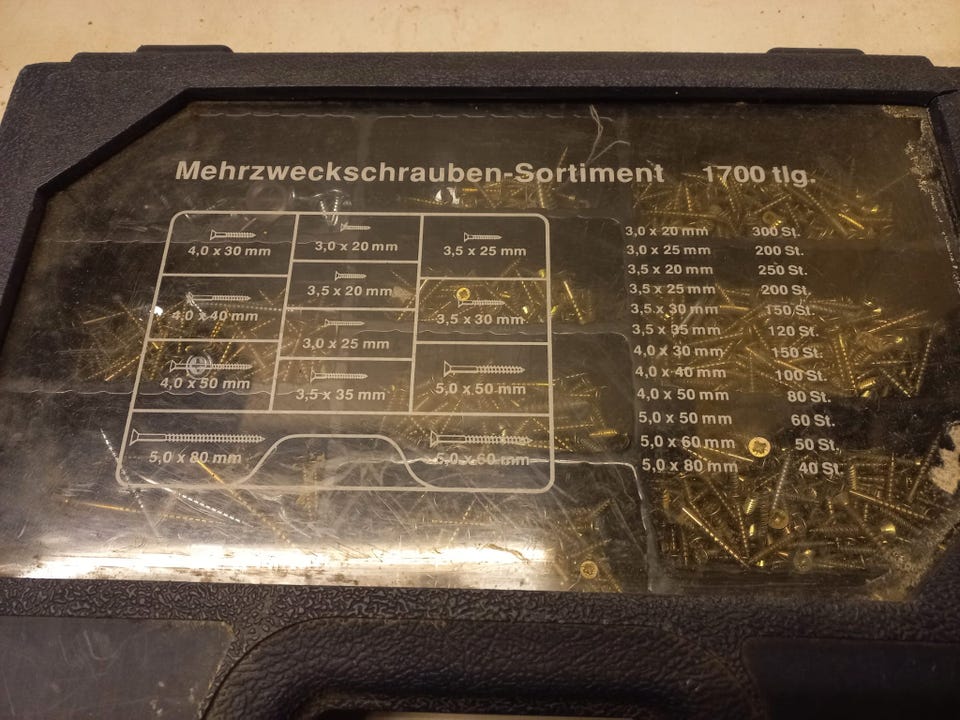 Mehrzweckschrauben-Sortiment 1700 tlg.
4,0 x 30 mm
3,0 x 20 mm
3,5 x 25 mm
3,5 x 20 mm
4,0 x 40 mm
3,5 x 30 mm
3,0 x 25 mm
4,0 x 50 mm
3,5 x 35 mm
5,0 x 50 mm
5,0 x 80 mm
5,0 x 60 mm
3,0 x 20 mm 300 St.
3,0 x 25 mm 200 St.
3,5 x 20 mm 250 St.
3,5 x 25 mm 200 St.
3,5 x 30 mm 150 St.
3,5 x 35 mm 120 St.
4,0 x 30 mm 150 St.
4,0 x 40 mm 100 St.
4,0 x 50 mm 80 St.
5,0 x 50 mm 60 St.
5,0 x 60 mm 50 St.
5,0 x 80 mm 40 St.